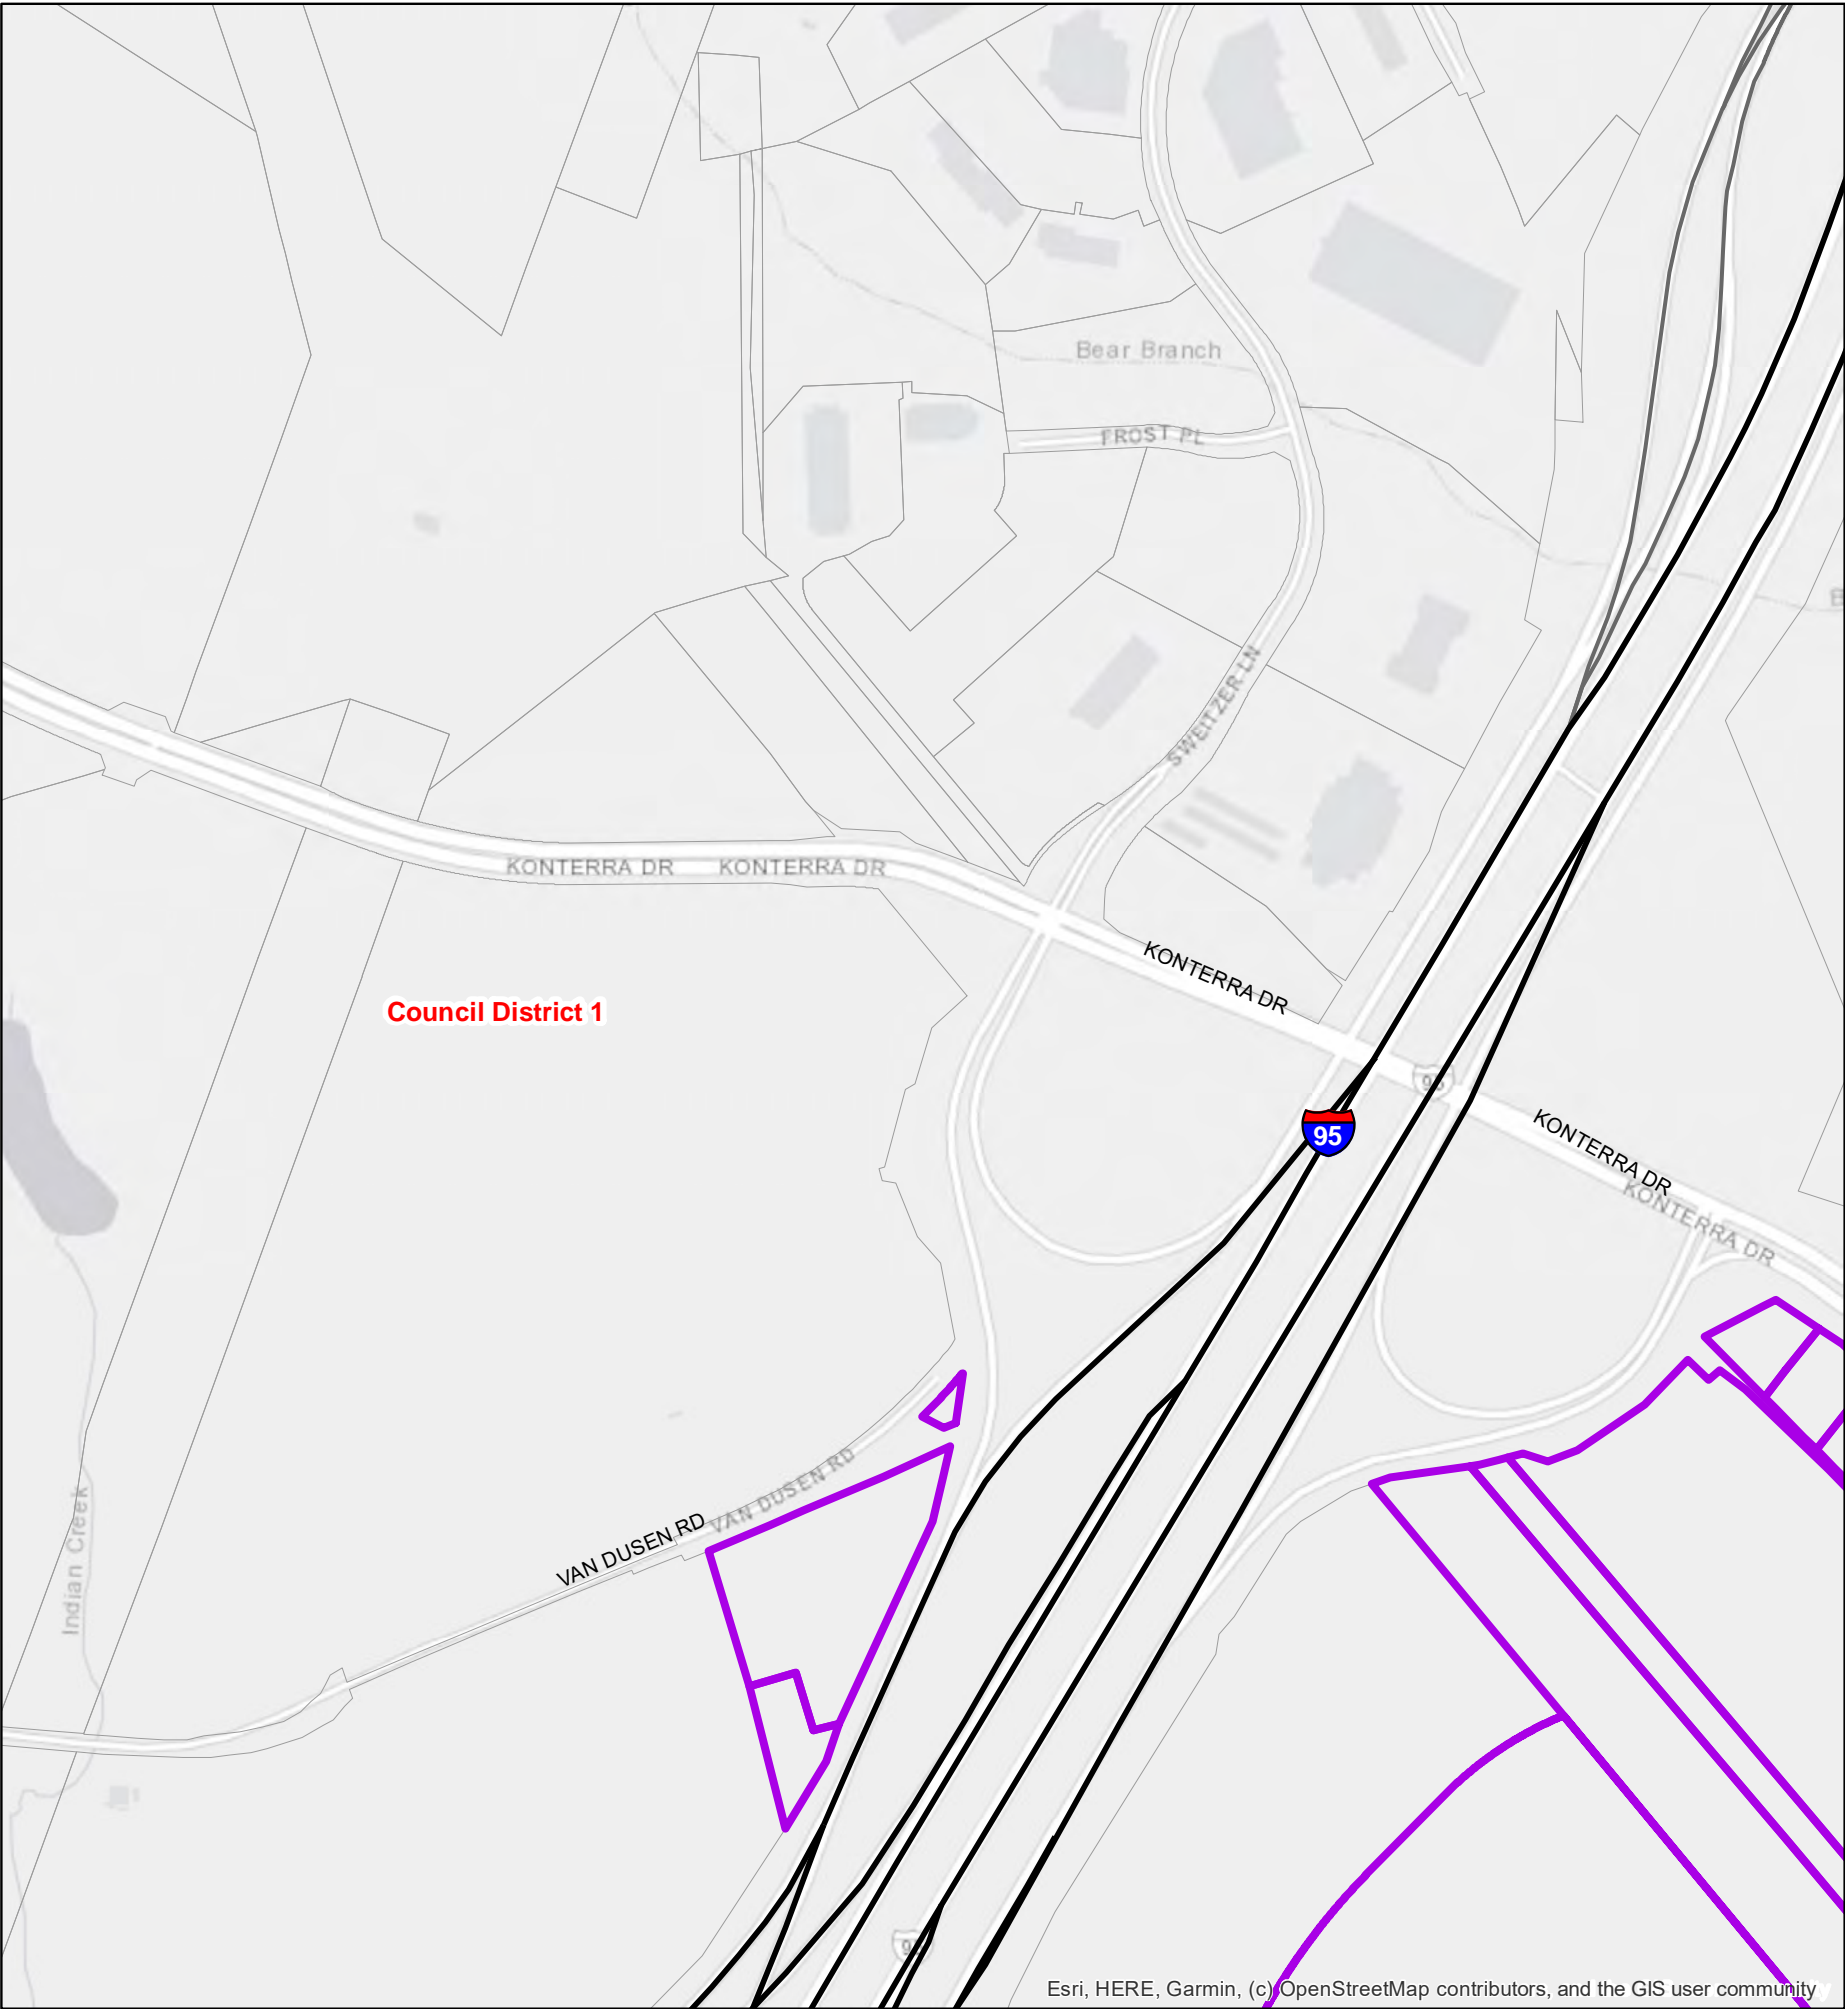 Bear Branch
FROST PL
B
SWEITZER LN
KONTERRA DR
KONTERRA DR
KONTERRA DR
Council District 1
95
95
KONTERRA DR
KONTERRA DR
VAN DUSEN RD
VAN DUSEN RD
Indian Creek
Esri, HERE, Garmin, (c) OpenStreetMap contributors, and the GIS user community